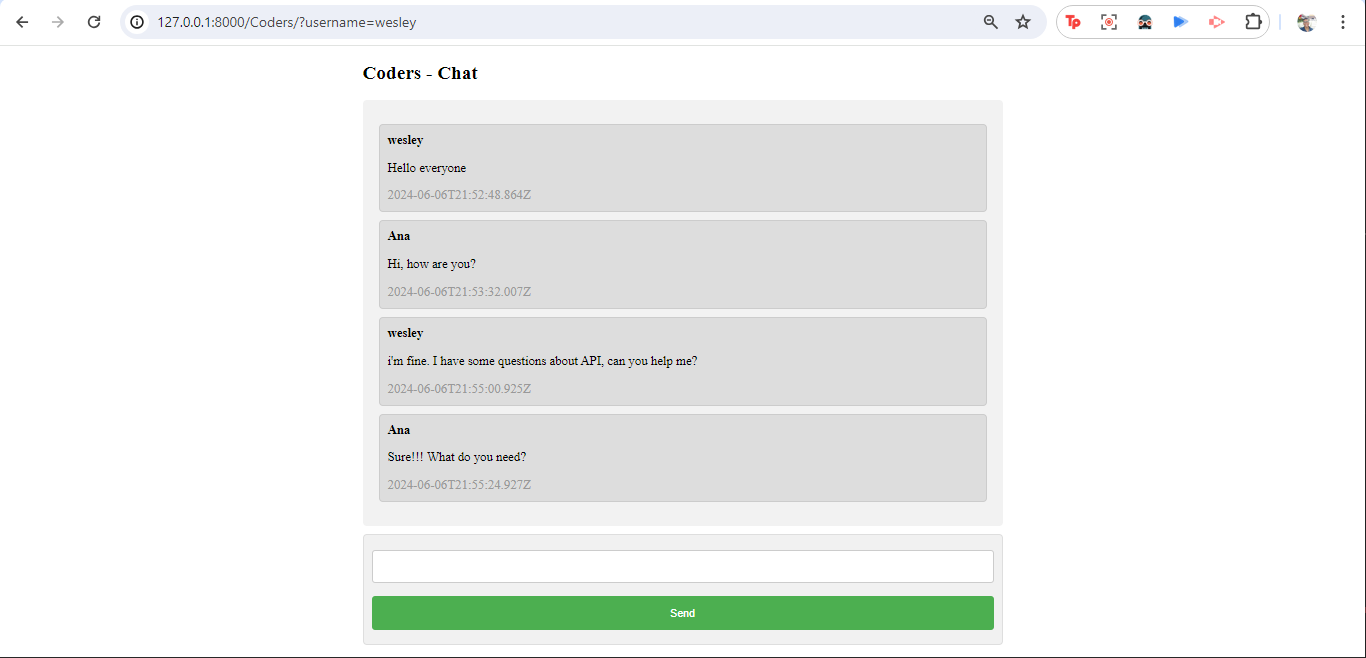 127.0.0.1:8000/Coders/?username=wesley
Tp
Coders - Chat
wesley
Hello everyone
2024-06-06T21:52:48.864Z
Ana
Hi, how are you?
2024-06-06T21:53:32.007Z
wesley
i'm fine. I have some questions about API, can you help me?
2024-06-06T21:55:00.925Z
Ana
Sure!!! What do you need?
2024-06-06T21:55:24.927Z
Send